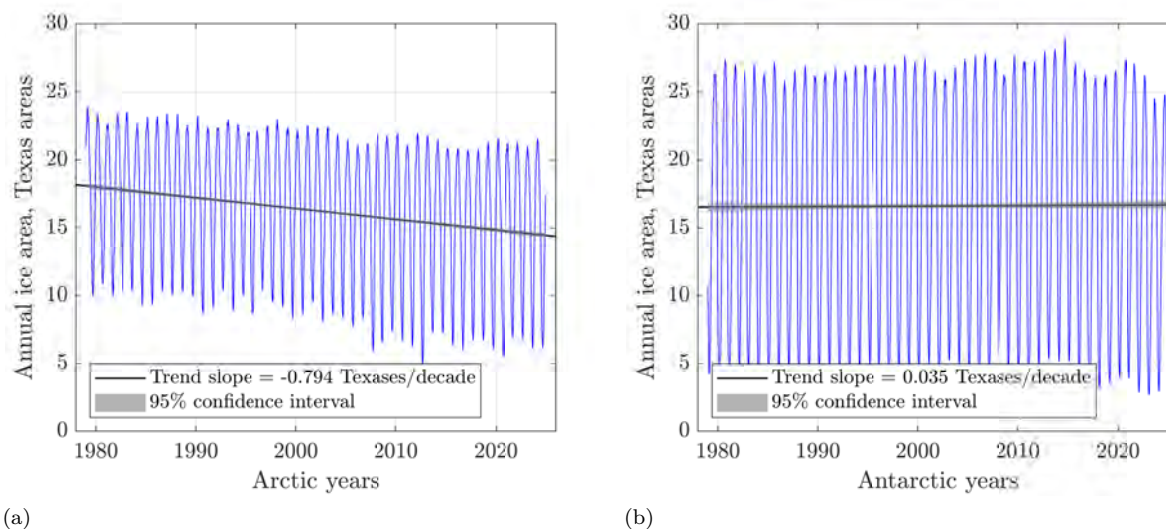 30
25
20
15
10
5
0
Annual ice area, Texas areas
Trend slope = -0.794 Texases/decade
95% confidence interval
1980 1990 2000 2010 2020
Arctic years
(a)
30
25
20
15
10
5
0
Annual ice area, Texas areas
Trend slope = 0.035 Texases/decade
95% confidence interval
1980 1990 2000 2010 2020
Antarctic years
(b)